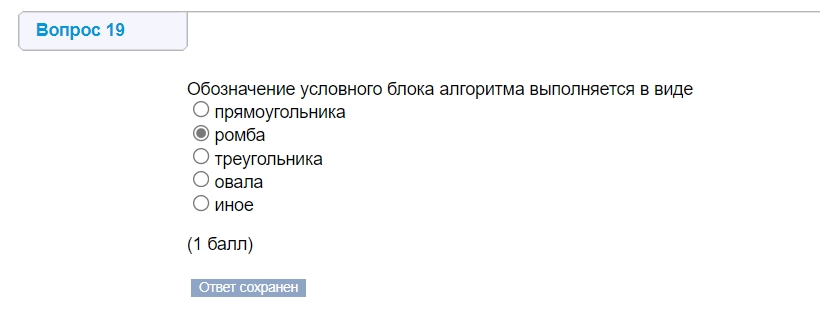 Вопрос 19
Обозначение условного блока алгоритма выполняется в виде
прямоугольника
ромба
треугольника
овала
иное
(1 балл)
Ответ сохранен